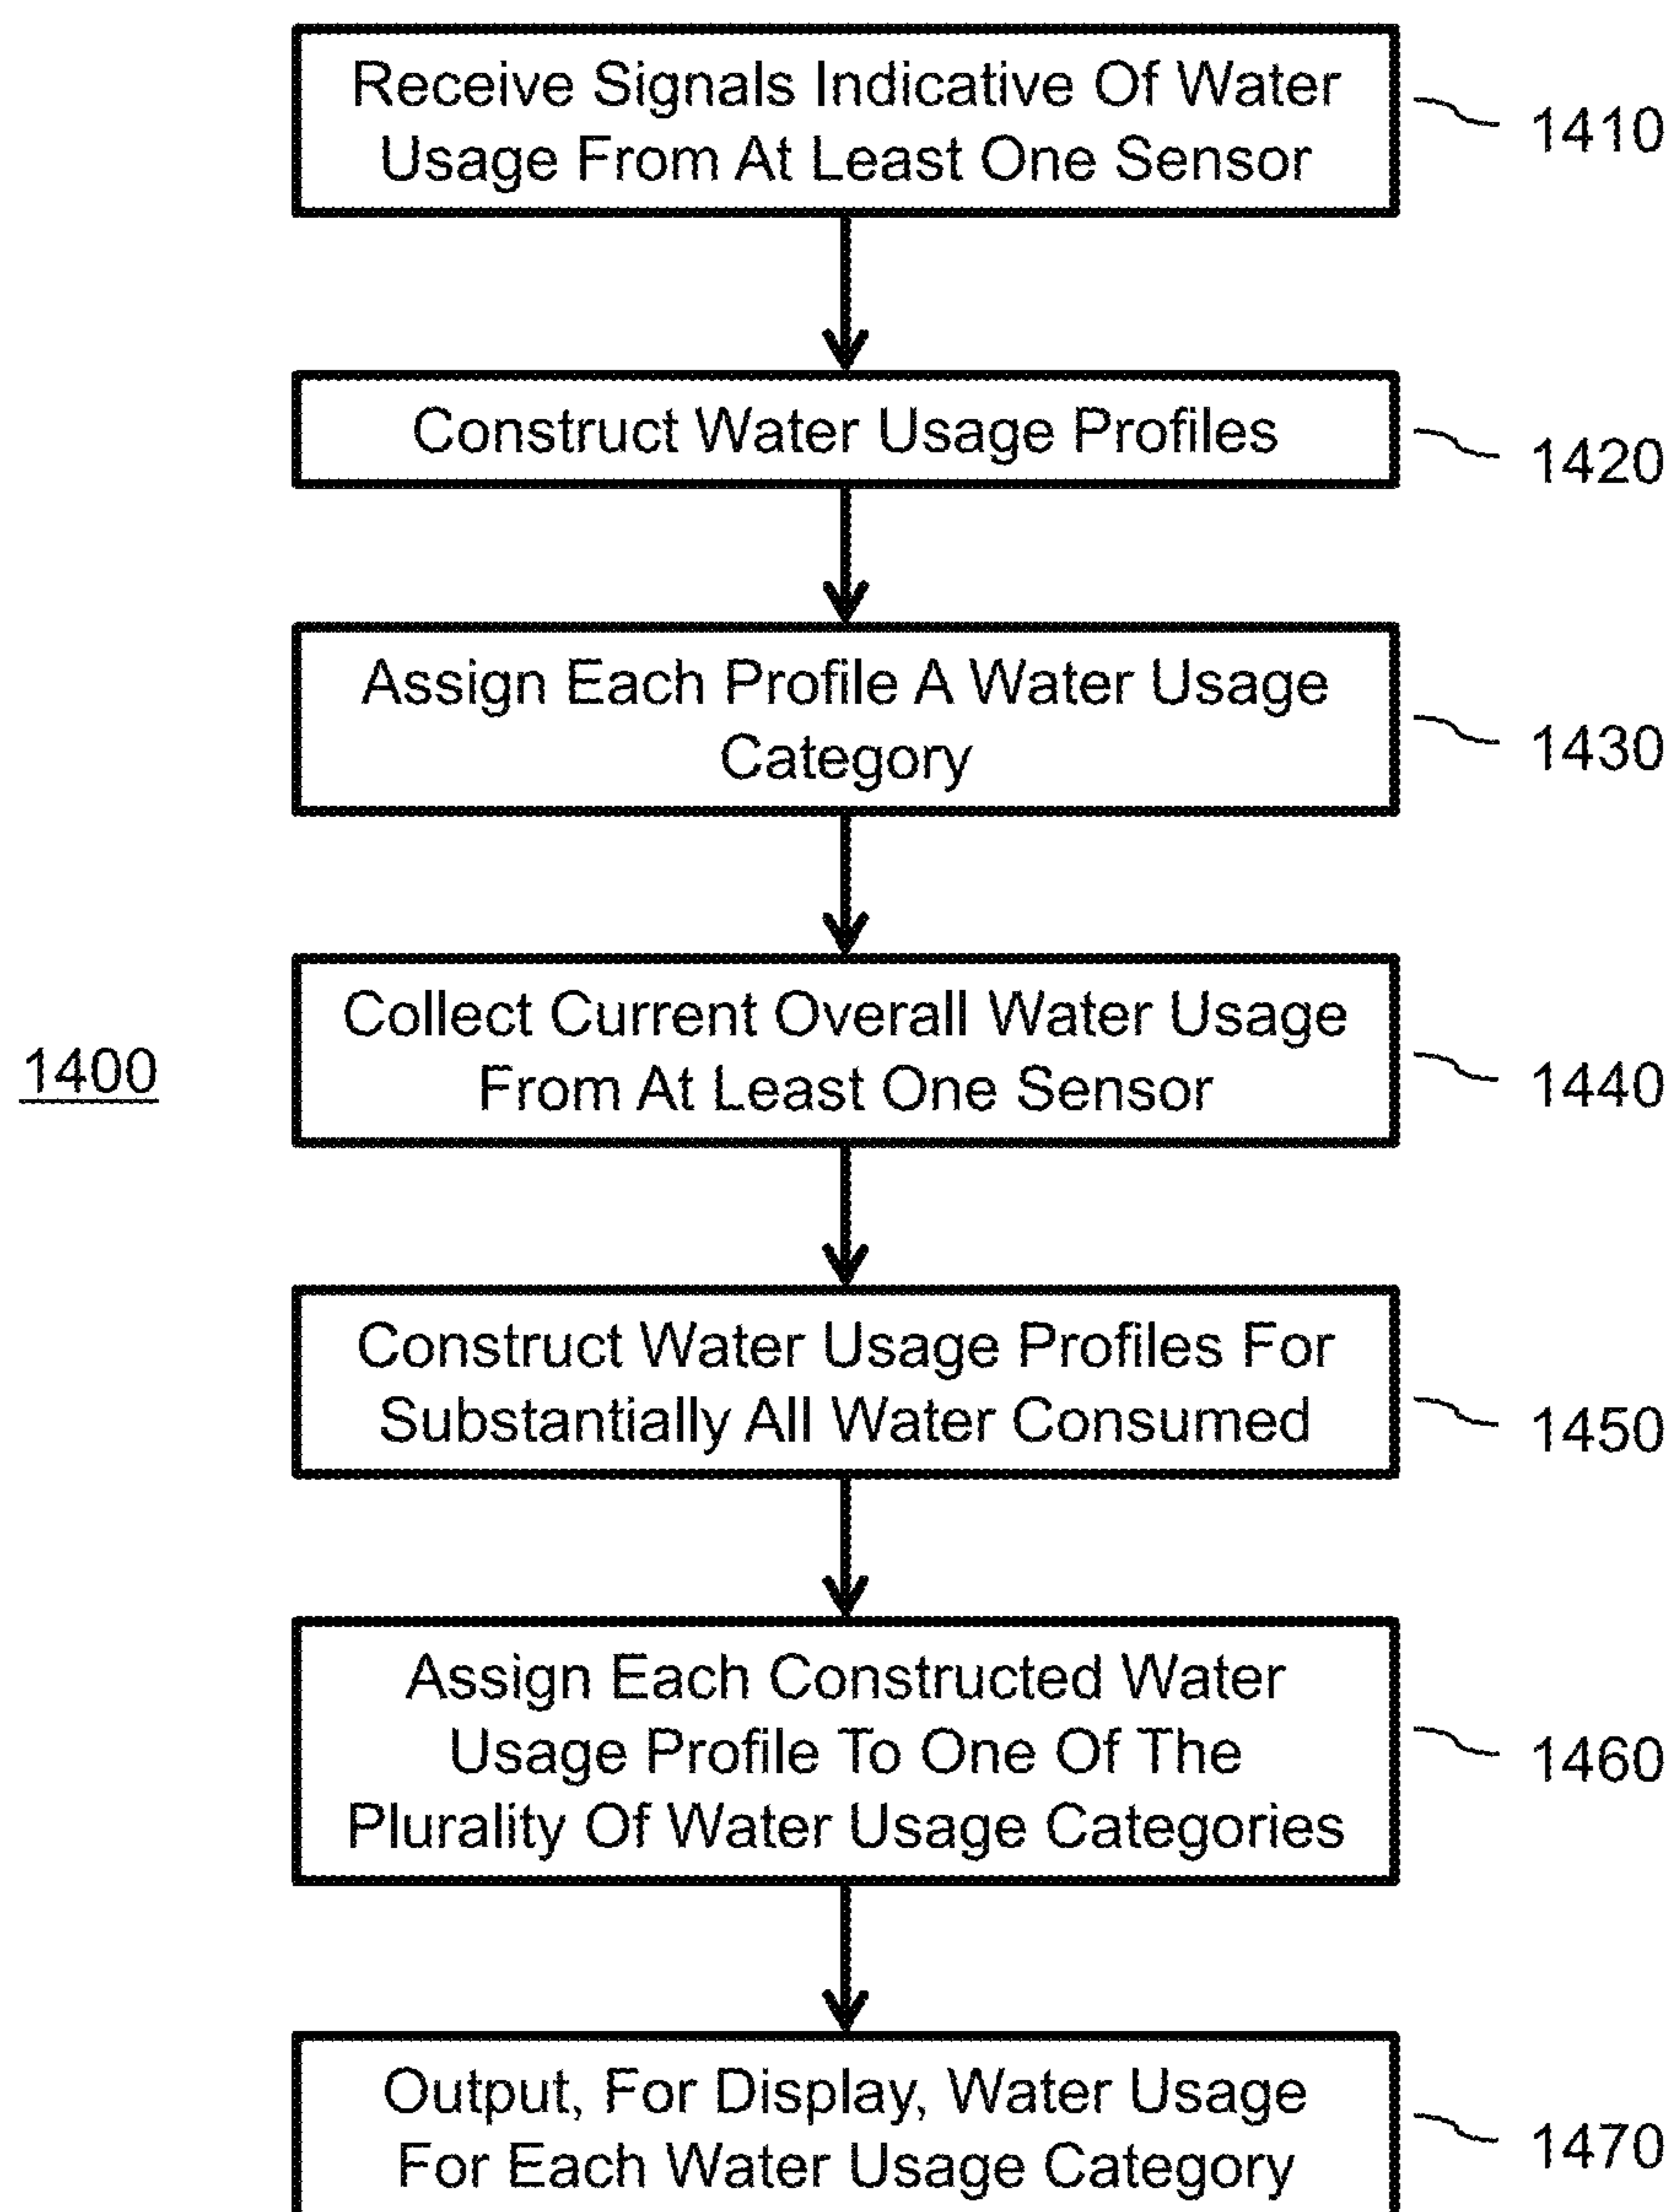 Receive Signals Indicative Of Water
Usage From At Least One Sensor
1410
Construct Water Usage Profiles
1420
Assign Each Profile A Water Usage
Category
1430
1400
Collect Current Overall Water Usage
From At Least One Sensor
1440
Construct Water Usage Profiles For
Substantially All Water Consumed
1450
Assign Each Constructed Water
Usage Profile To One Of The
Plurality Of Water Usage Categories
1460
Output, For Display, Water Usage
For Each Water Usage Category
1470